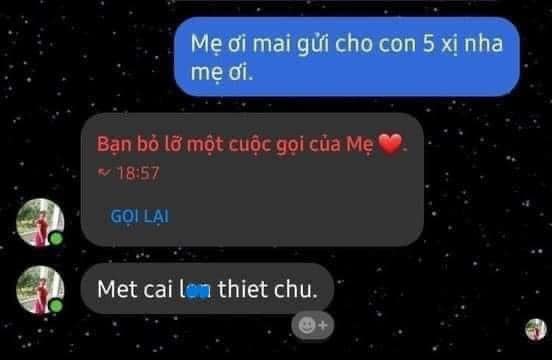 Mẹ ơi mai gửi cho con 5 xị nha
mẹ ơi.
Bạn bỏ lỡ một cuộc gọi của Mẹ ❤️.
18:57
GỌI LẠI
Met cai thiet chu.